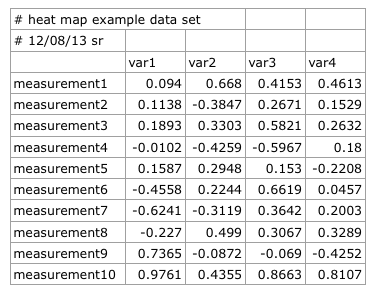 # heat map example data set
# 12/08/13 sr
var1 var2 var3 var4
measurement1 0.094 0.668 0.4153 0.4613
measurement2 0.1138 -0.3847 0.2671 0.1529
measurement3 0.1893 0.3303 0.5821 0.2632
measurement4 -0.0102 -0.4259 -0.5967 0.18
measurement5 0.1587 0.2948 0.153 -0.2208
measurement6 -0.4558 0.2244 0.6619 0.0457
measurement7 -0.6241 -0.3119 0.3642 0.2003
measurement8 -0.227 0.499 0.3067 0.3289
measurement9 0.7365 -0.0872 -0.069 -0.4252
measurement10 0.9761 0.4355 0.8663 0.8107